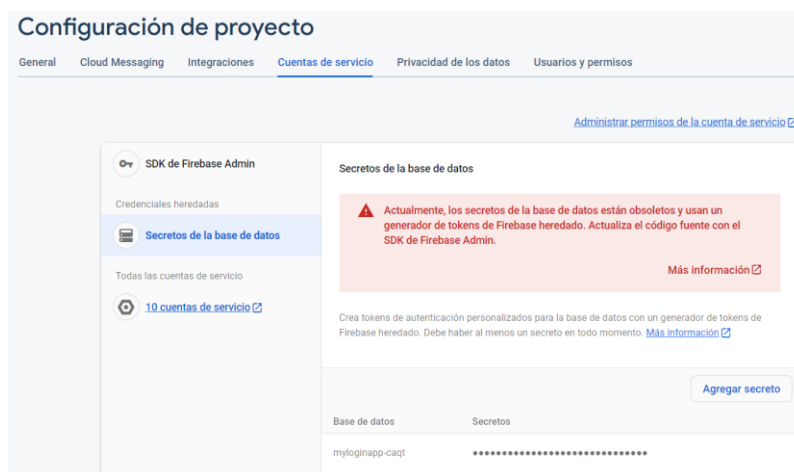 Configuración de proyecto
General Cloud Messaging Integraciones Cuentas de servicio Privacidad de los datos Usuarios y permisos
Administrar permisos de la cuenta de servicio
SDK de Firebase Admin
Credenciales heredadas
Secretos de la base de datos
Todas las cuentas de servicio
10 cuentas de servicio
Secretos de la base de datos
Actualmente, los secretos de la base de datos están obsoletos y usan un
generador de tokens de Firebase heredado. Actualiza el código fuente con el
SDK de Firebase Admin.
Más información
Crea tokens de autenticación personalizados para la base de datos con un generador de tokens de
Firebase heredado. Debe haber al menos un secreto en todo momento. Más información
Agregar secreto
Base de datos Secretos
myloginapp-caqt ••••••••••••••••••••••••••••••